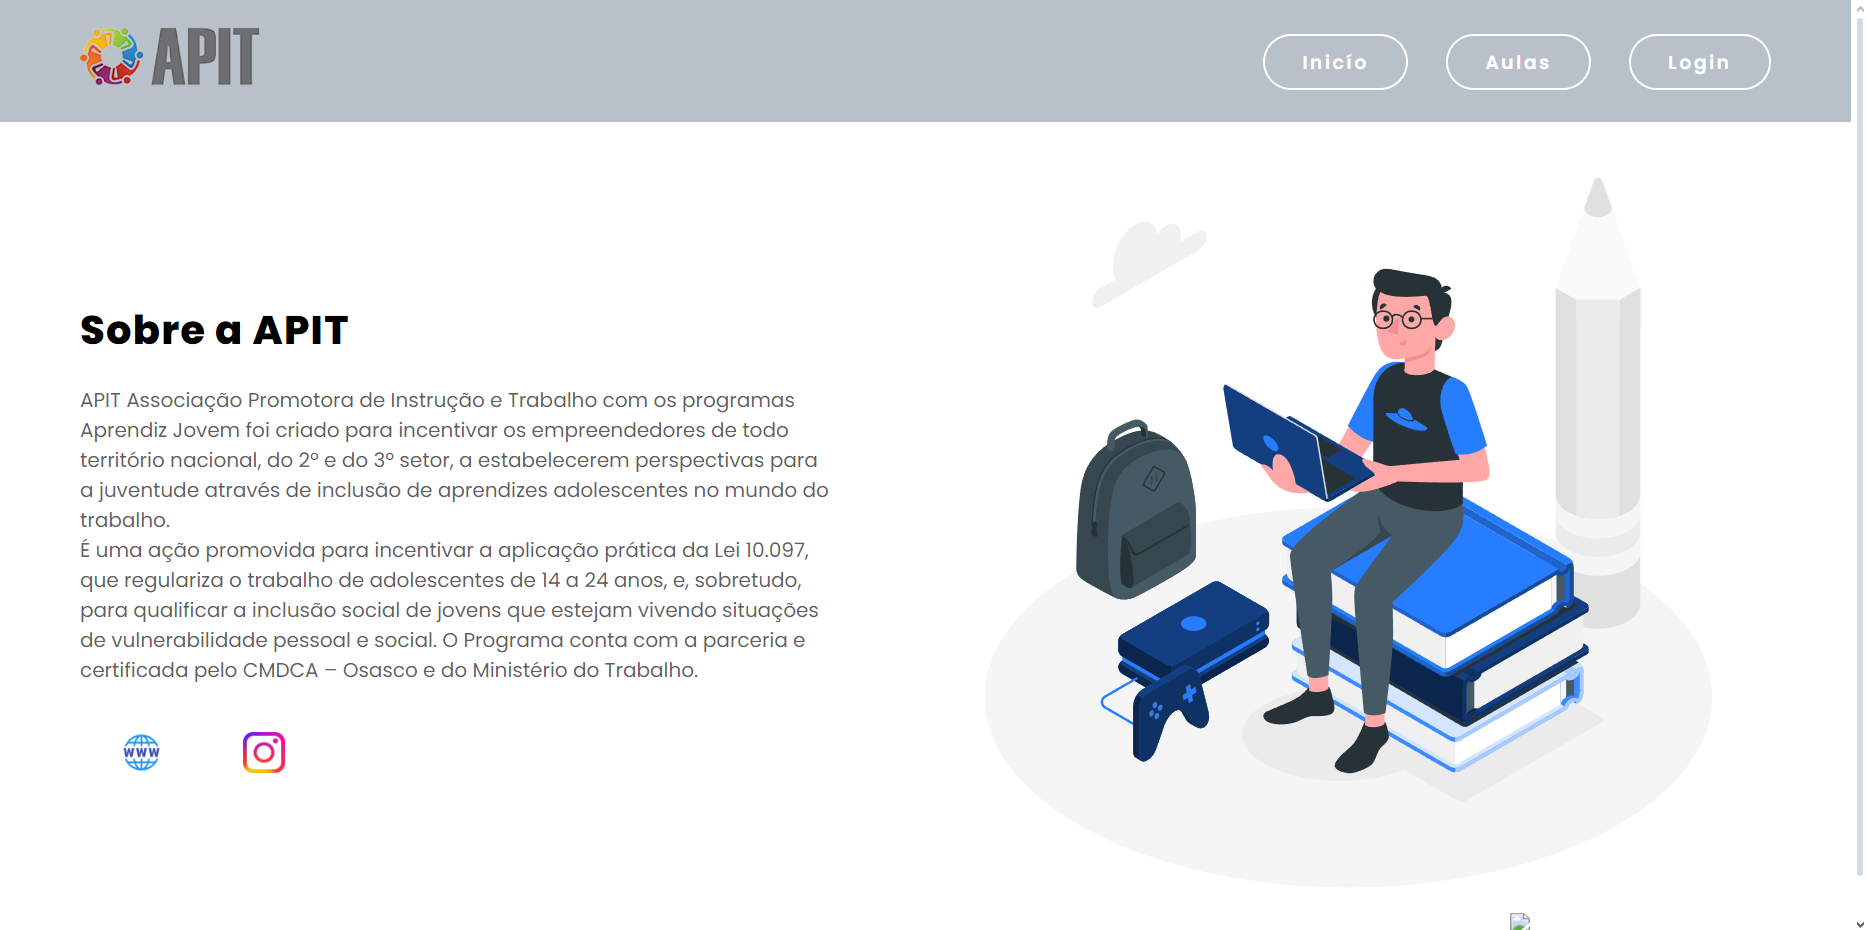 APIT
Inicío
Aulas
Login
Sobre a APIT
APIT Associação Promotora de Instrução e Trabalho com os programas
Aprendiz Jovem foi criado para incentivar os empreendedores de todo
território nacional, do 2º e do 3º setor, a estabelecerem perspectivas para
a juventude através de inclusão de aprendizes adolescentes no mundo do
trabalho.
É uma ação promovida para incentivar a aplicação prática da Lei 10.097,
que regulariza o trabalho de adolescentes de 14 a 24 anos, e, sobretudo,
para qualificar a inclusão social de jovens que estejam vivendo situações
de vulnerabilidade pessoal e social. O Programa conta com a parceria e
certificada pelo CMDCA – Osasco e do Ministério do Trabalho.
WWW